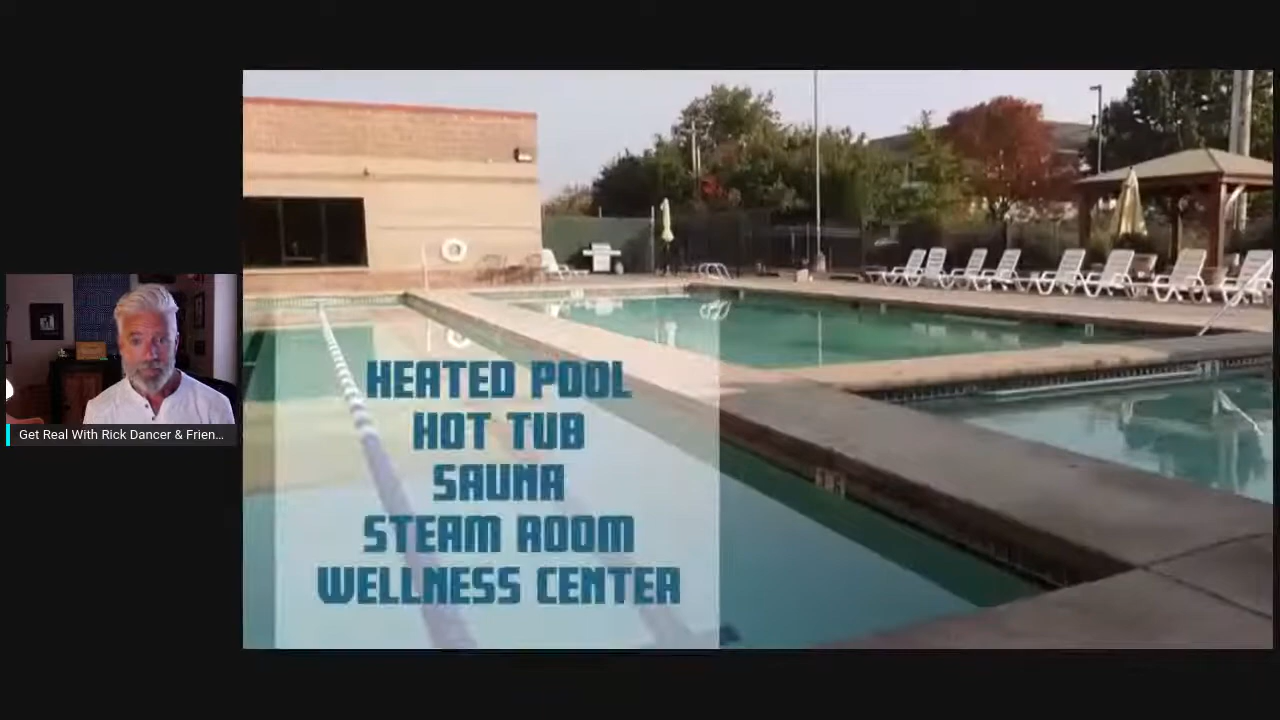 HEATED POOL
HOT TUB
SAUNA
STEAM ROOM
WELLNESS CENTER
Get Real With Rick Dancer & Frien...